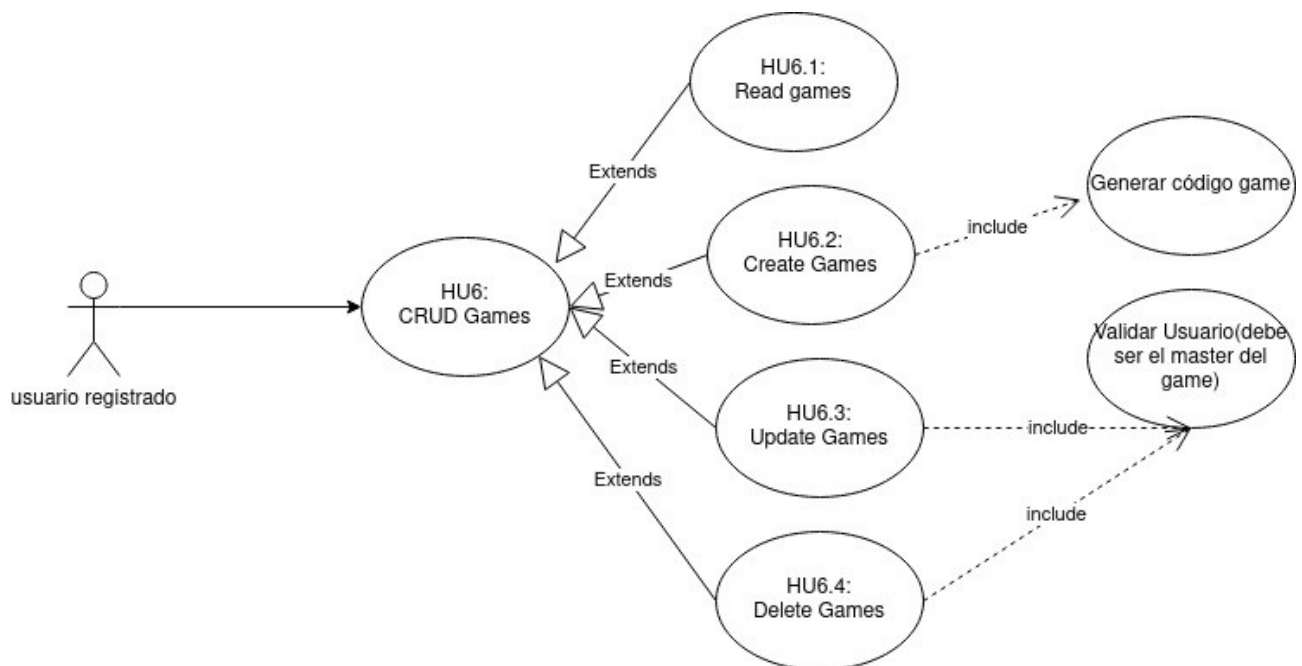 HU6.1:
Read games
Extends
Generar código game
HU6.2:
Create Games
include
Extends
HU6:
CRUD Games
Validar Usuario(debe
ser el master del
game)
usuario registrado
Extends
HU6.3:
Update Games
include
Extends
include
HU6.4:
Delete Games